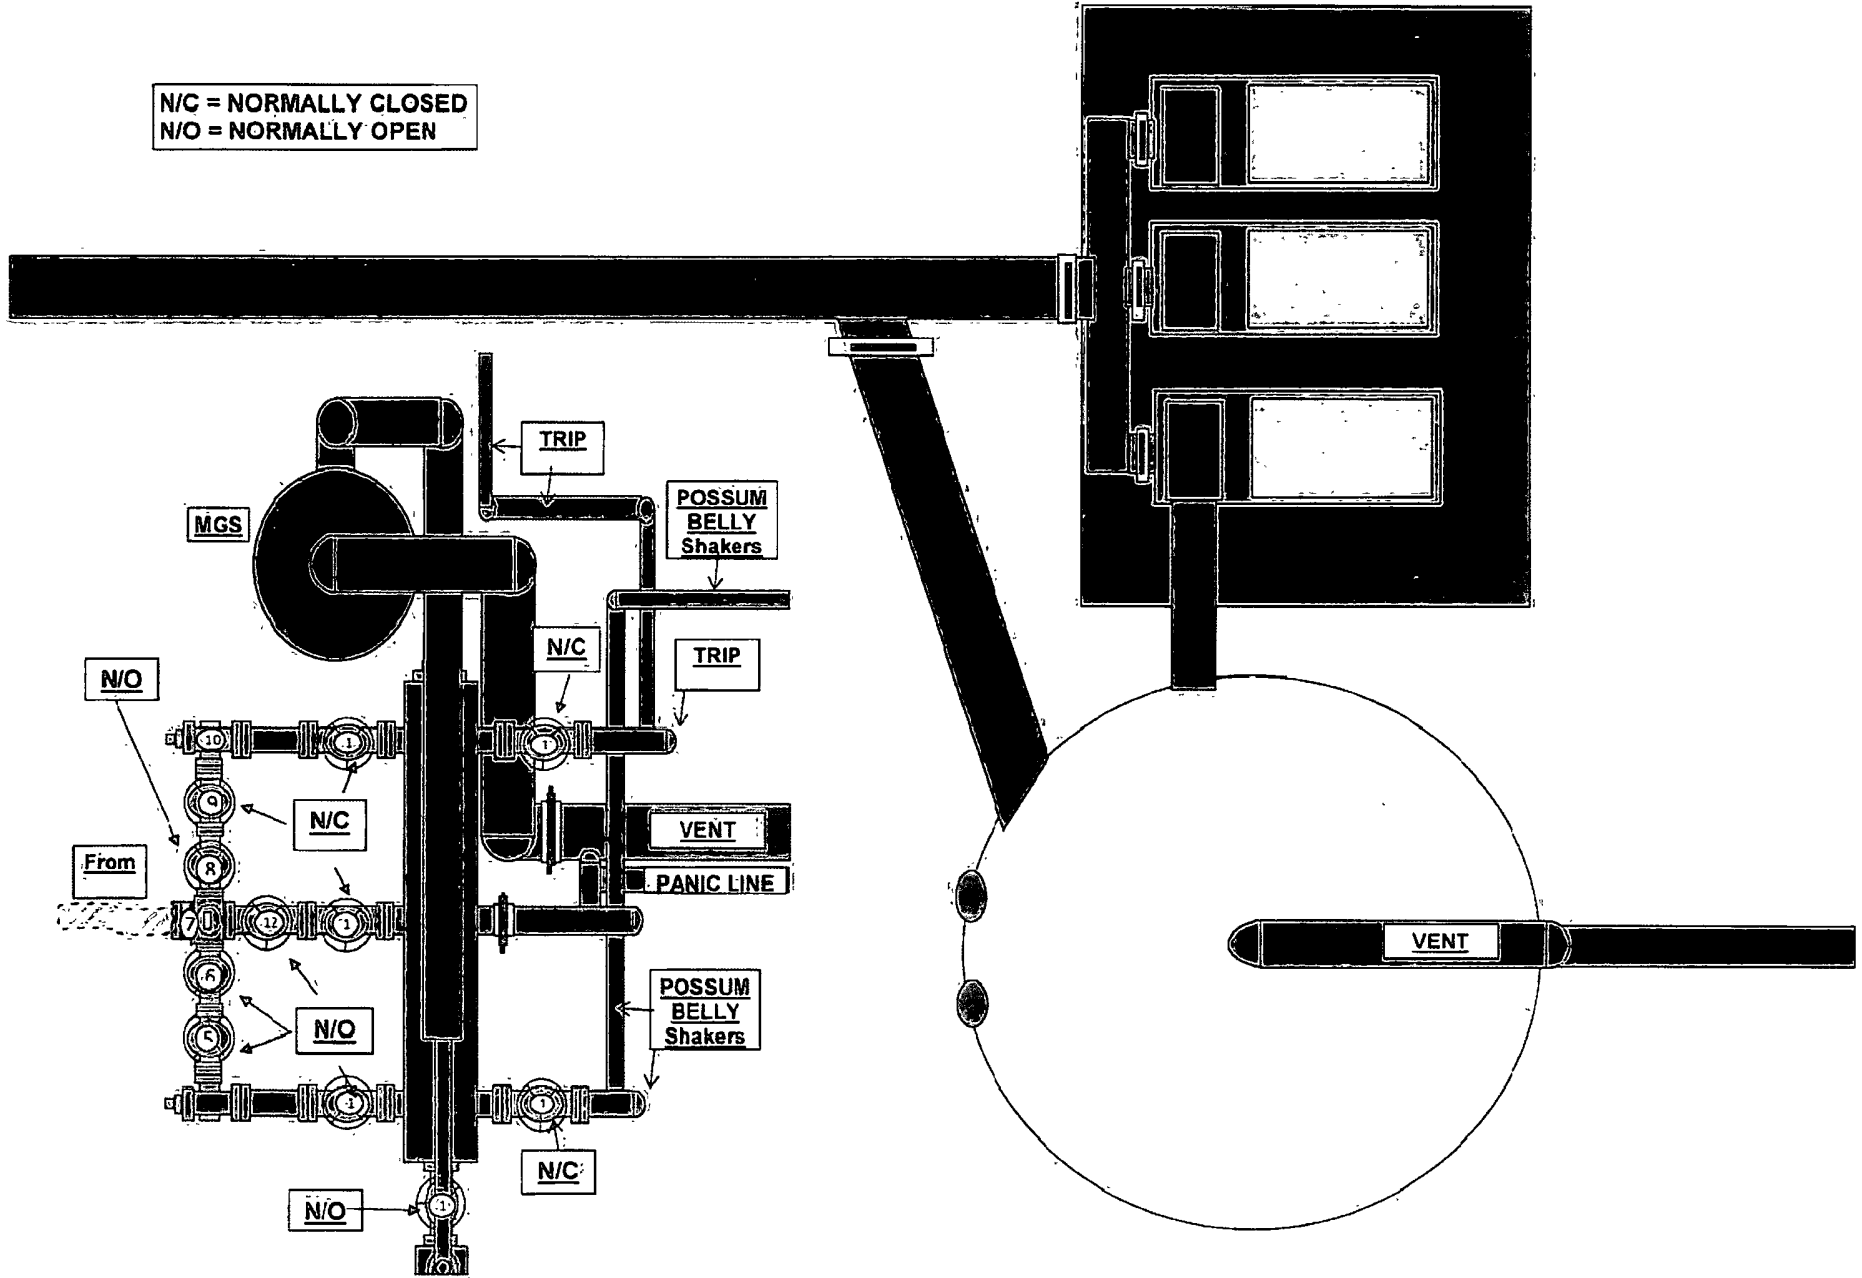 N/C = NORMALLY CLOSED
N/O = NORMALLY OPEN
TRIP
POSSUM
BELLY
Shakers
MGS
N/C
TRIP
N/O
10
9
N/C
VENT
8
From
PANIC LINE
7
12
VENT
6
POSSUM
BELLY
Shakers
N/O
5
N/C
N/O